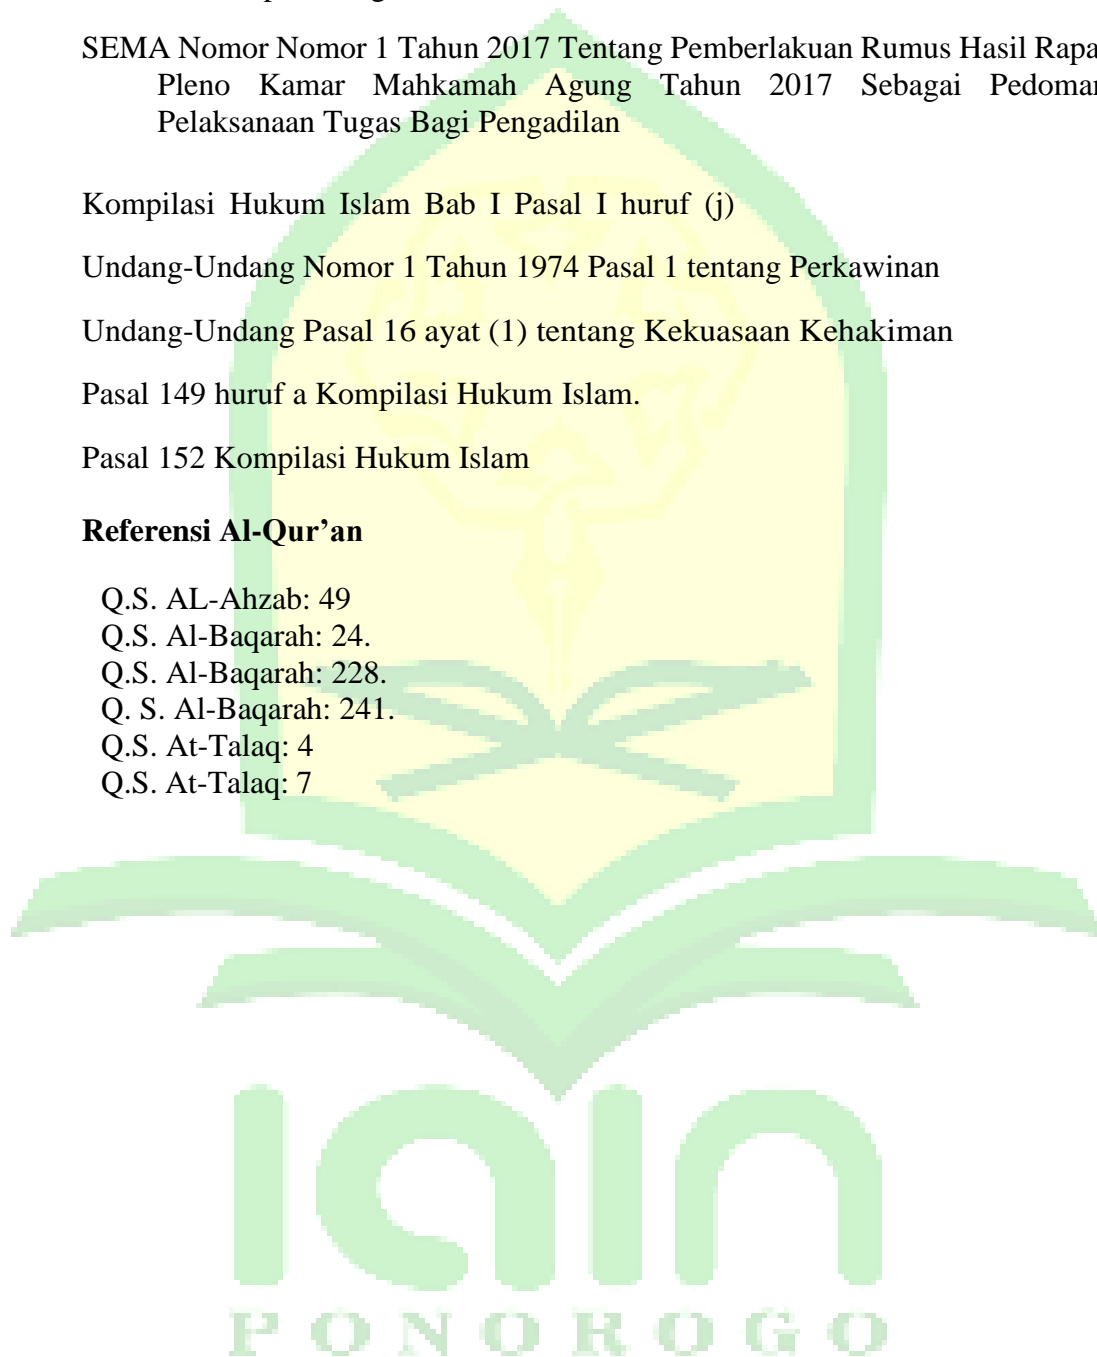 SEMA Nomor Nomor 1 Tahun 2017 Tentang Pemberlakuan Rumus Hasil Rapa
Pleno Kamar Mahkamah Agung Tahun 2017 Sebagai Pedoman
Pelaksanaan Tugas Bagi Pengadilan
Kompilasi Hukum Islam Bab I Pasal I huruf (j)
Undang-Undang Nomor 1 Tahun 1974 Pasal 1 tentang Perkawinan
Undang-Undang Pasal 16 ayat (1) tentang Kekuasaan Kehakiman
Pasal 149 huruf a Kompilasi Hukum Islam.
Pasal 152 Kompilasi Hukum Islam
Referensi Al-Qur’an
Q.S. AL-Ahzab: 49
Q.S. Al-Baqarah: 24.
Q.S. Al-Baqarah: 228.
Q. S. Al-Baqarah: 241.
Q.S. At-Talaq: 4
Q.S. At-Talaq: 7
iain
PONOROGO